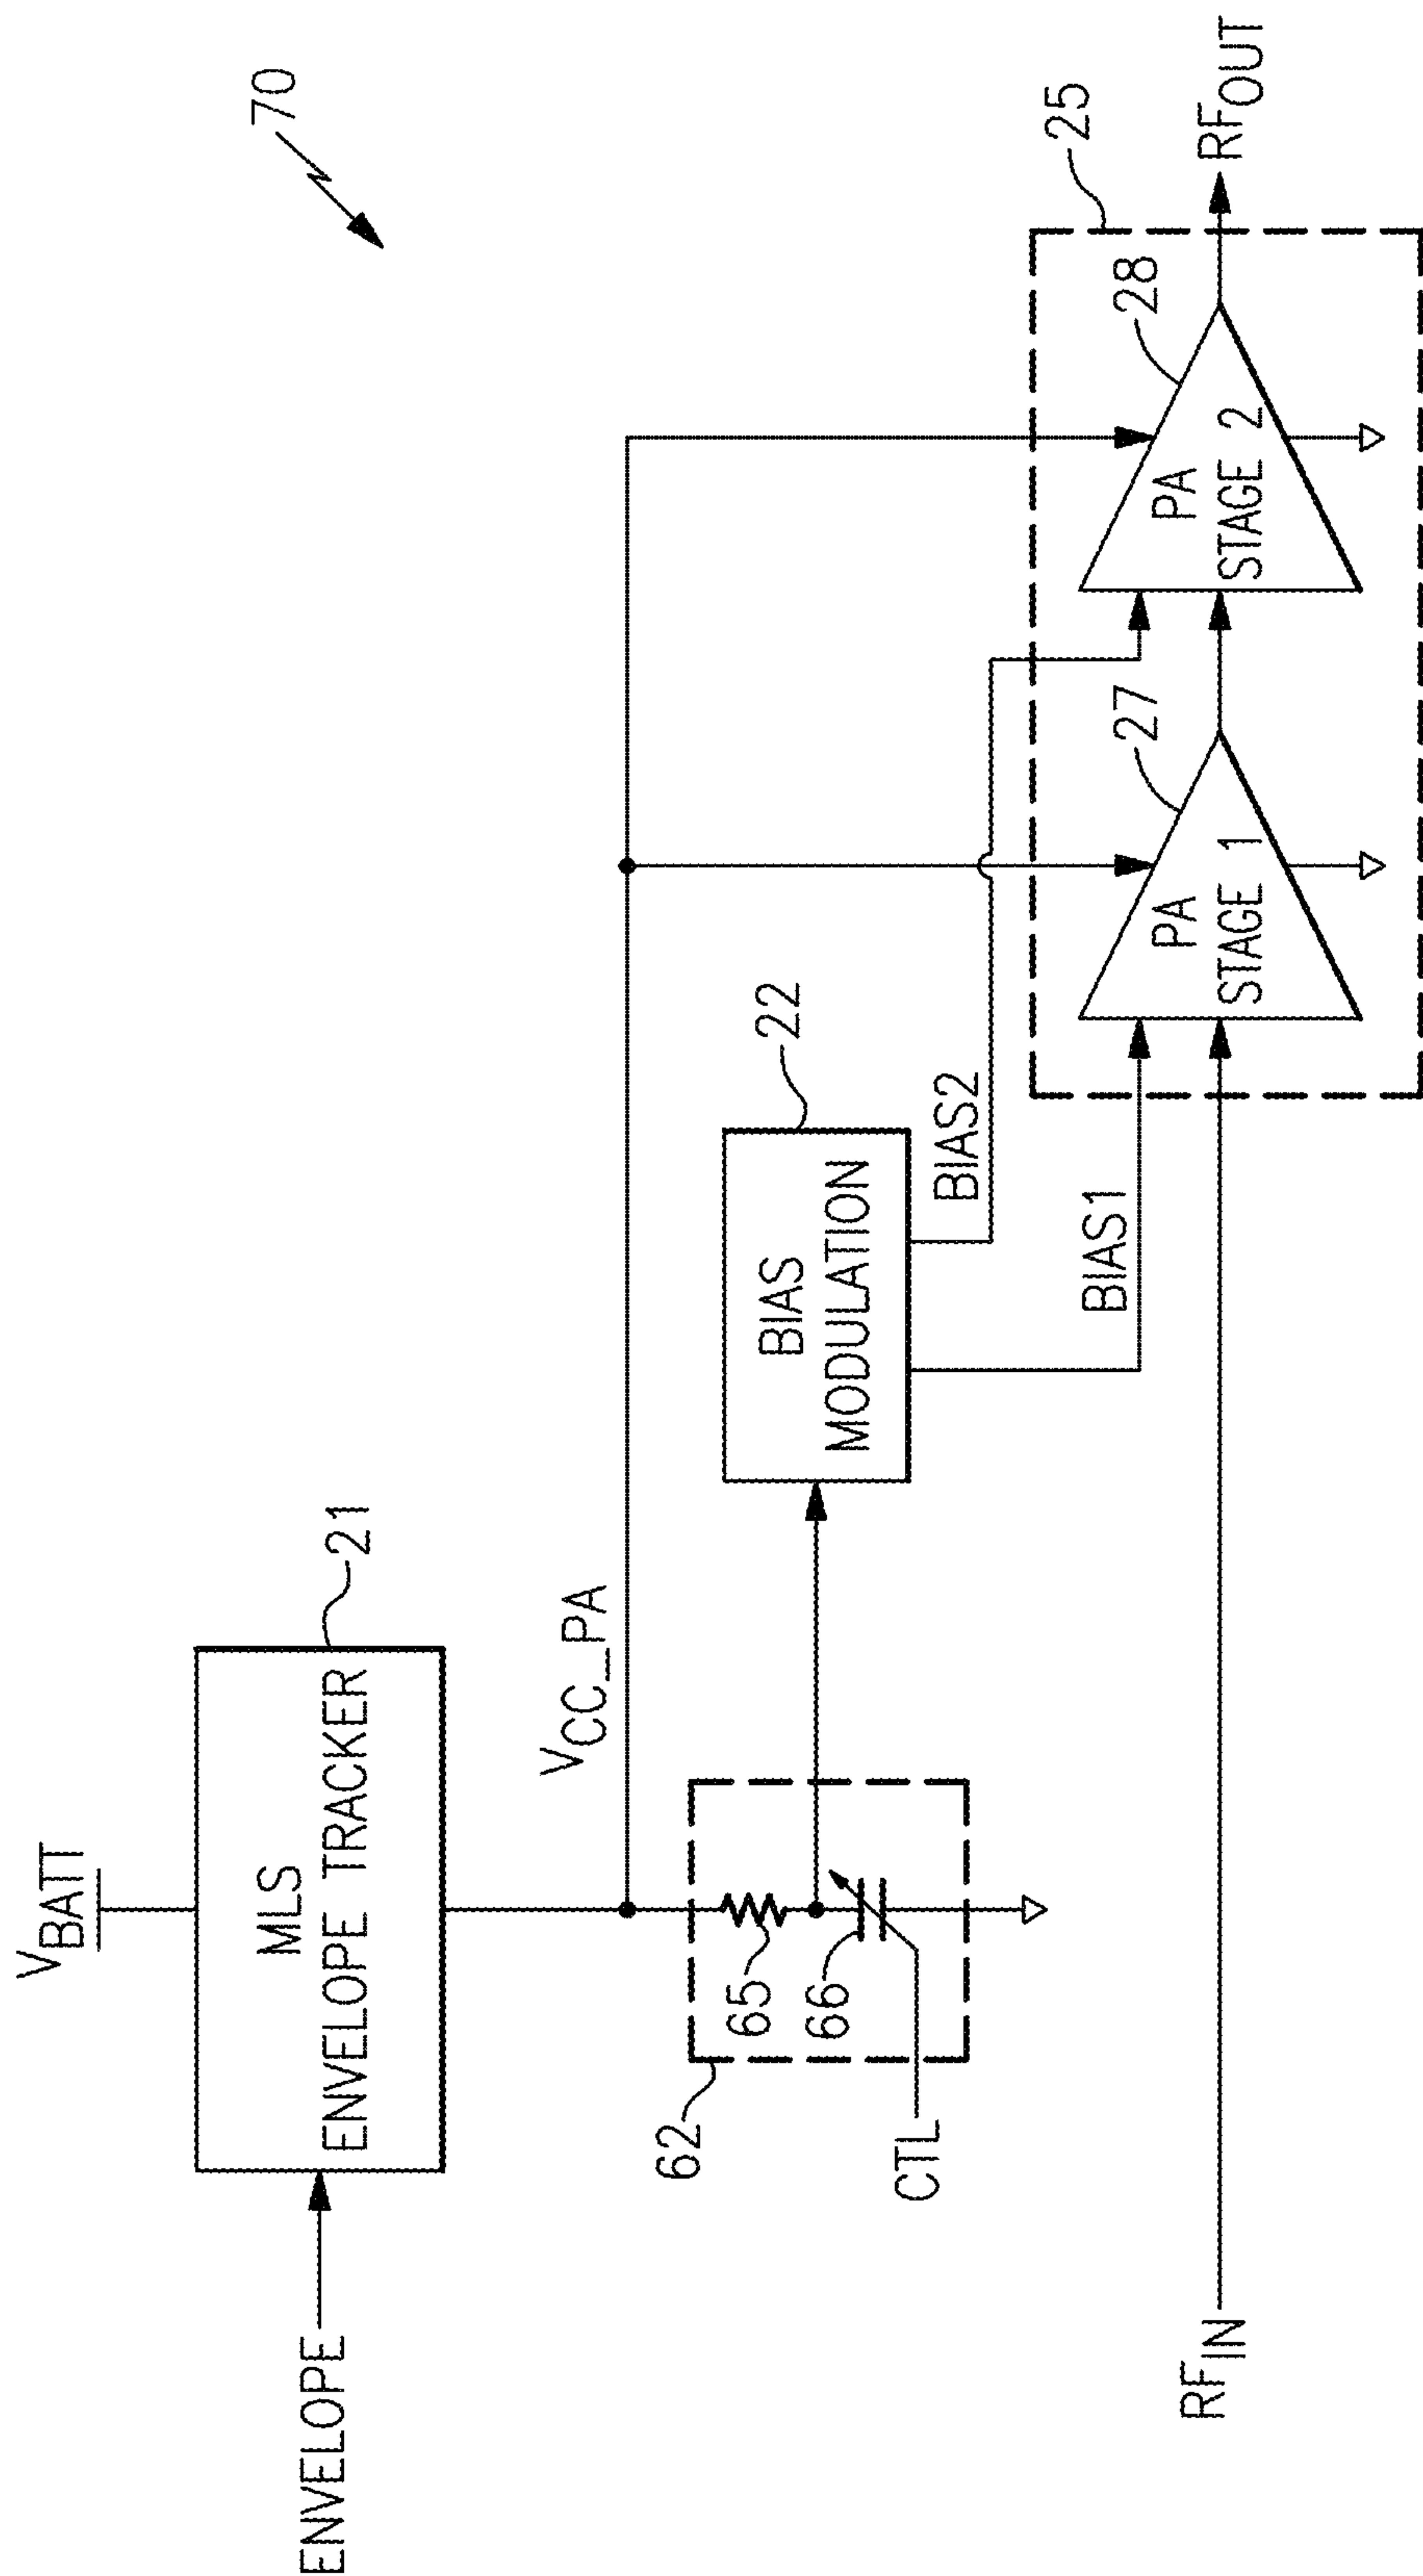 70
V_BATT
MLS
ENVELOPE TRACKER
21
ENVELOPE
V_CC_PA
62
65
66
CTL
BIAS
MODULATION
22
BIAS2
BIAS1
25
PA
STAGE 1
27
PA
STAGE 2
28
RF_IN
RF_OUT